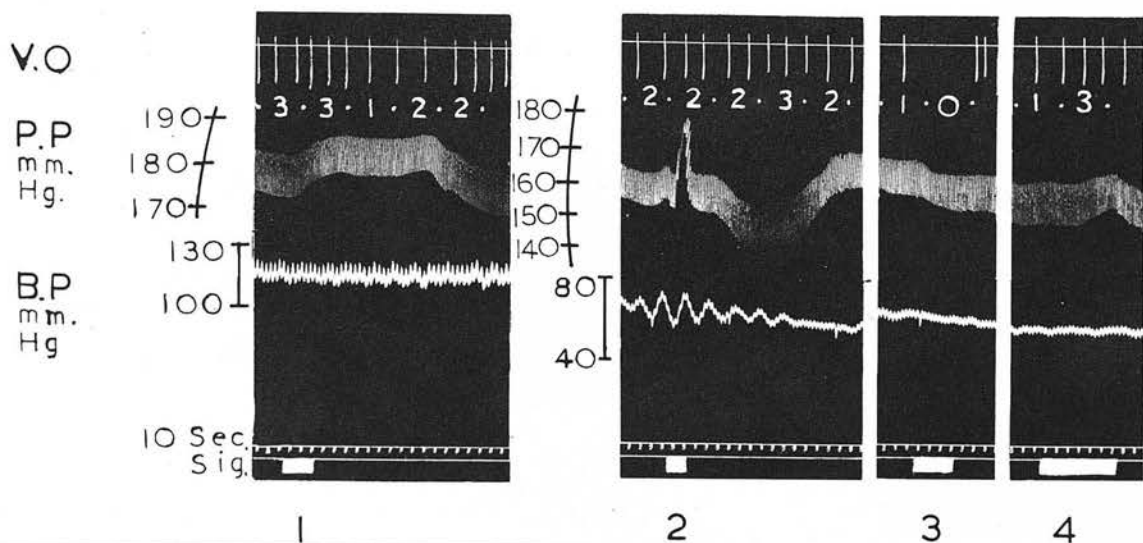 V.O
· 3 · 3 · 1 · 2 · 2 ·
· 2 · 2 · 2 · 3 · 2 ·
· 1 · 0
· 1 · 3 ·
P.P
mm.
Hg.
190
180
170
180
170
160
150
140
B.P
mm.
Hg
130
100
80
40
10 Sec.
Sig.
1
2
3
4